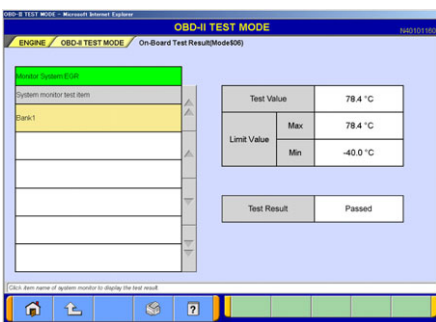 OBD-II TEST MODE - Microsoft Internet Explorer
OBD-II TEST MODE
N40101160
ENGINE OBD-II TEST MODE On-Board Test Result(Mode$06)
Monitor System:EGR
System monitor test item
Bank1
Test Value 78.4 °C
Limit Value
Max 78.4 °C
Min -40.0 °C
Test Result Passed
Click item name of system monitor to display the test result
?